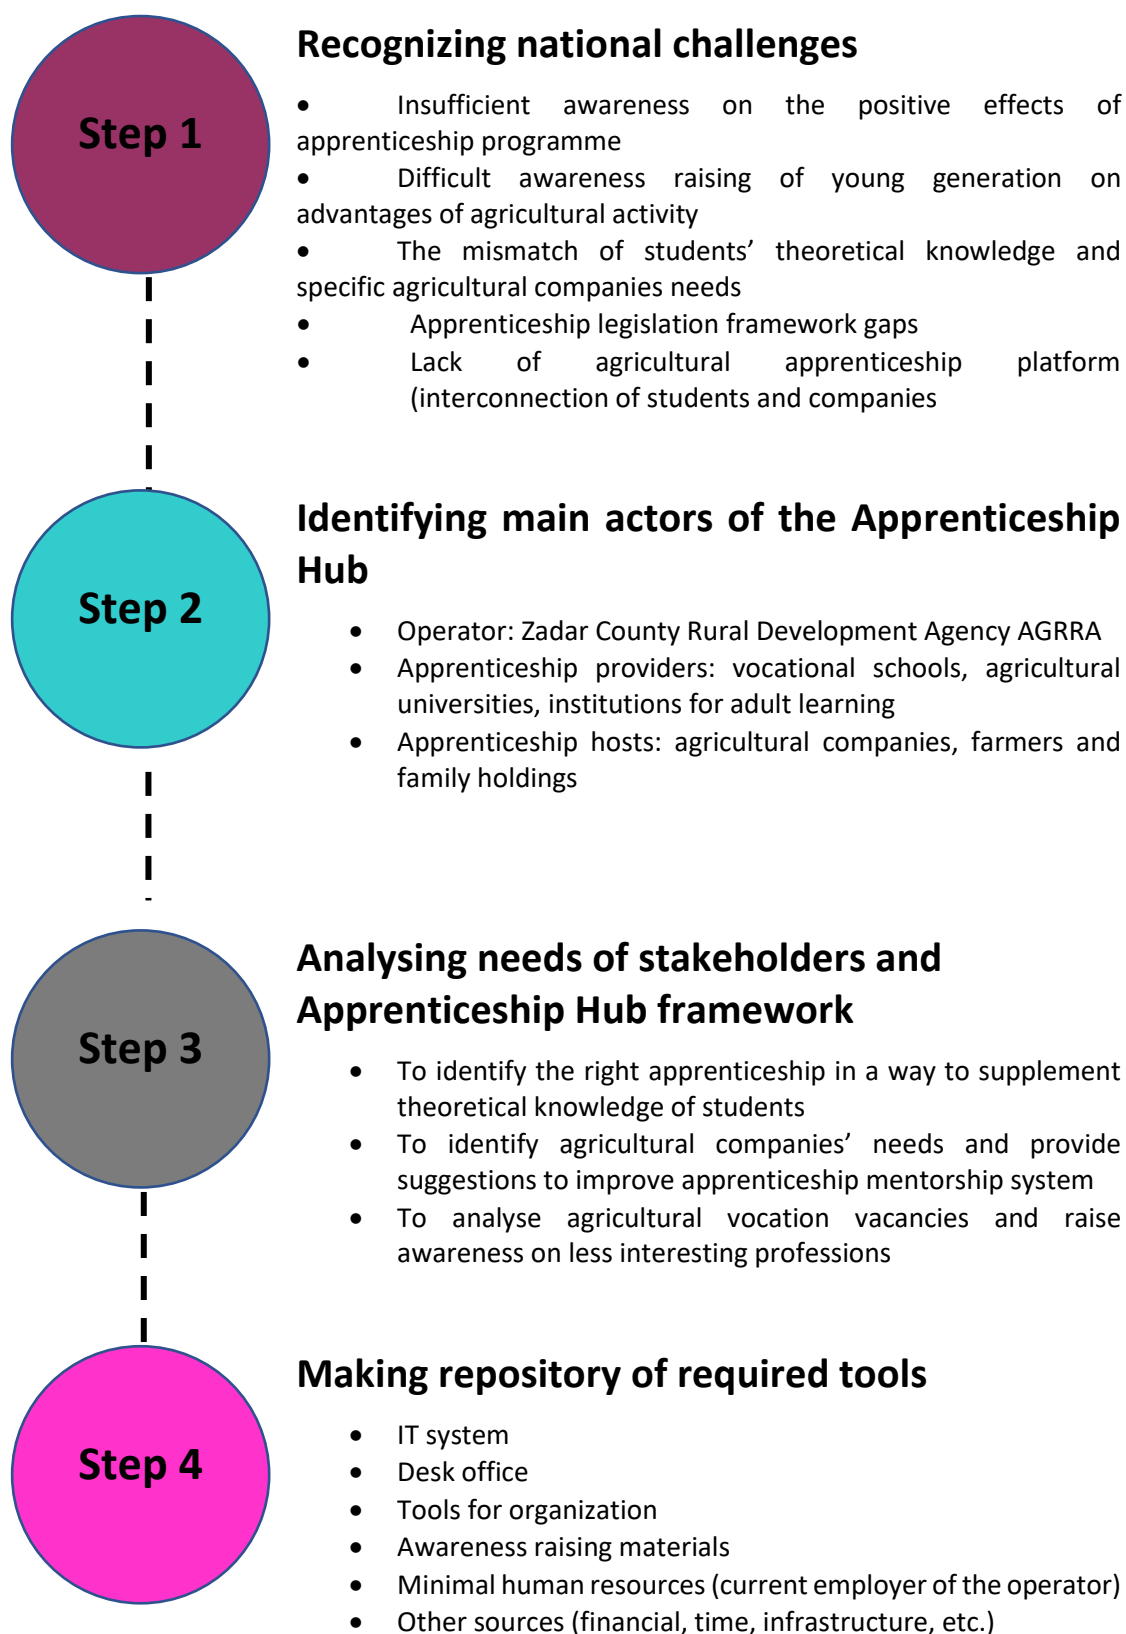 Step 1
Recognizing national challenges
• Insufficient awareness on the positive effects of
apprenticeship programme
• Difficult awareness raising of young generation on
advantages of agricultural activity
• The mismatch of students’ theoretical knowledge and
specific agricultural companies needs
• Apprenticeship legislation framework gaps
• Lack of agricultural apprenticeship platform
(interconnection of students and companies
Step 2
Identifying main actors of the Apprenticeship
Hub
• Operator: Zadar County Rural Development Agency AGRRA
• Apprenticeship providers: vocational schools, agricultural
universities, institutions for adult learning
• Apprenticeship hosts: agricultural companies, farmers and
family holdings
Step 3
Analysing needs of stakeholders and
Apprenticeship Hub framework
• To identify the right apprenticeship in a way to supplement
theoretical knowledge of students
• To identify agricultural companies’ needs and provide
suggestions to improve apprenticeship mentorship system
• To analyse agricultural vocation vacancies and raise
awareness on less interesting professions
Step 4
Making repository of required tools
• IT system
• Desk office
• Tools for organization
• Awareness raising materials
• Minimal human resources (current employer of the operator)
• Other sources (financial, time, infrastructure, etc.)